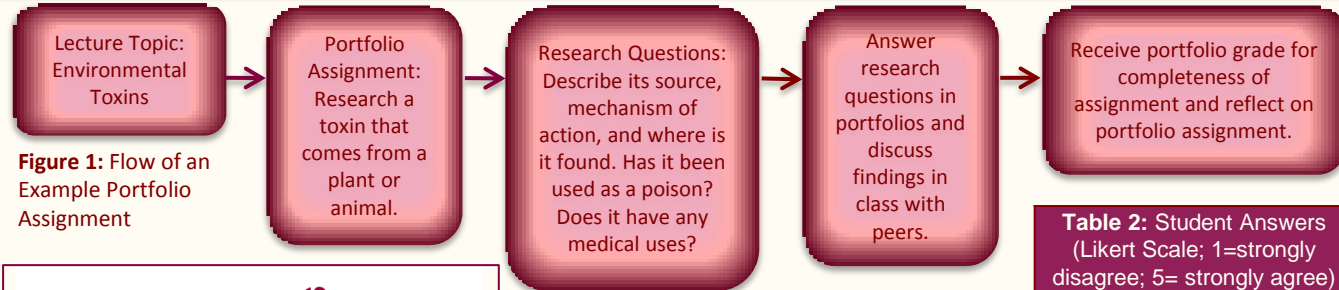 Lecture Topic:
Environmental
Toxins
Portfolio
Assignment:
Research a
toxin that
comes from a
plant or
animal.
Research Questions:
Describe its source,
mechanism of
action, and where is
it found. Has it been
used as a poison?
Does it have any
medical uses?
Answer
research
questions in
portfolios and
discuss
findings in
class with
peers.
Receive portfolio grade for
completeness of
assignment and reflect on
portfolio assignment.
Figure 1: Flow of an
Example Portfolio
Assignment
Table 2: Student Answers
(Likert Scale; 1=strongly
disagree; 5= strongly agree)